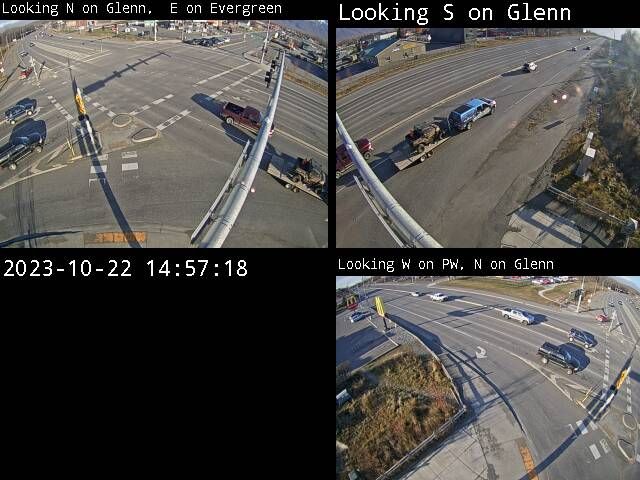 Looking N on Glenn,  E on Evergreen
Looking S on Glenn
2023-10-22 14:57:18
Looking W on PW, N on Glenn